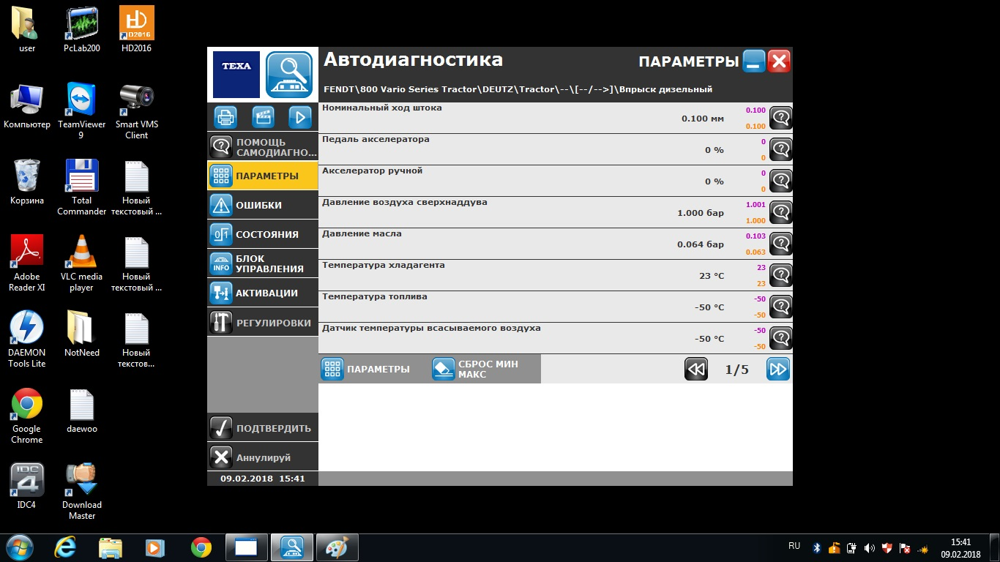 user
PcLab200
HD2016
HD
D2016
Компьютер
TeamViewer
9
Smart VMS
Client
Корзина
Total
Commander
Новый
текстовый ...
Adobe
Reader XI
VLC media
player
Новый
текстовый ...
DAEMON
Tools Lite
NotNeed
Новый
текстов...
Google
Chrome
daewoo
IDC
4
IDC4
Download
Master
TEXA
Автодиагностика
ПАРАМЕТРЫ
FENDT\800 Vario Series Tractor\DEUTZ\Tractor\--\[--/-->]\Впрыск дизельный
ПОМОЩЬ
САМОДИАГНО...
ПАРАМЕТРЫ
ОШИБКИ
СОСТОЯНИЯ
INFO
БЛОК
УПРАВЛЕНИЯ
АКТИВАЦИИ
РЕГУЛИРОВКИ
ПОДТВЕРДИТЬ
Аннулируй
09.02.2018 15:41
Номинальный ход штока
0.100 мм
0.100
0.100
Педаль акселератора
0 %
0
0
Акселератор ручной
0 %
0
0
Давление воздуха сверхнаддува
1.000 бар
1.001
1.000
Давление масла
0.064 бар
0.103
0.063
Температура хладагента
23 °C
23
23
Температура топлива
-50 °C
-50
-50
Датчик температуры всасываемого воздуха
-50 °C
-50
-50
ПАРАМЕТРЫ
СБРОС МИН
МАКС
1/5
RU
15:41
09.02.2018